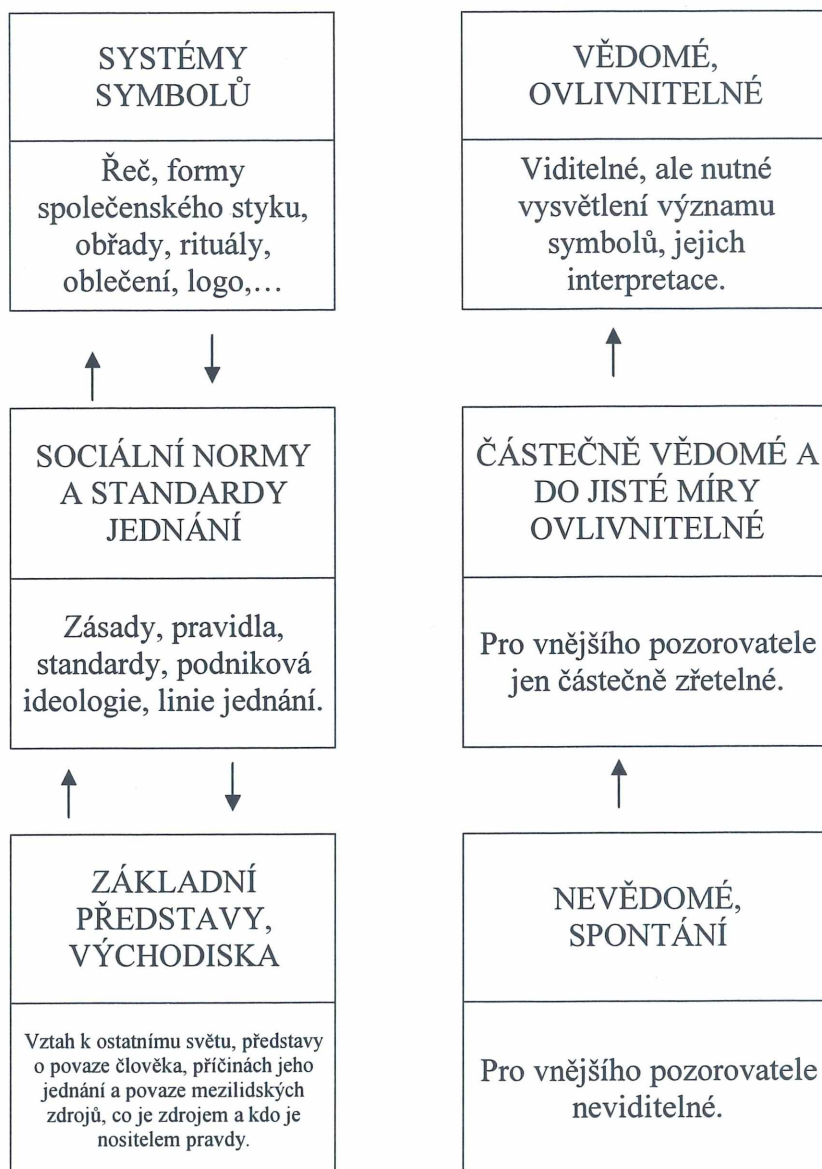 SYSTÉMY
SYMBOLŮ
Řeč, formy
společenského styku,
obřady, rituály,
oblečení, logo,…
VĚDOMÉ,
OVLIVNITELNÉ
Viditelné, ale nutné
vysvětlení významu
symbolů, jejich
interpretace.
SOCIÁLNÍ NORMY
A STANDARDY
JEDNÁNÍ
Zásady, pravidla,
standardy, podniková
ideologie, linie jednání.
ČÁSTEČNĚ VĚDOMÉ A
DO JISTÉ MÍRY
OVLIVNITELNÉ
Pro vnějšího pozorovatele
jen částečně zřetelné.
ZÁKLADNÍ
PŘEDSTAVY,
VÝCHODISKA
Vztah k ostatnímu světu, představy
o povaze člověka, příčinách jeho
jednání a povaze mezilidských
zdrojů, co je zdrojem a kdo je
nositelem pravdy.
NEVĚDOMÉ,
SPONTÁNÍ
Pro vnějšího pozorovatele
neviditelné.